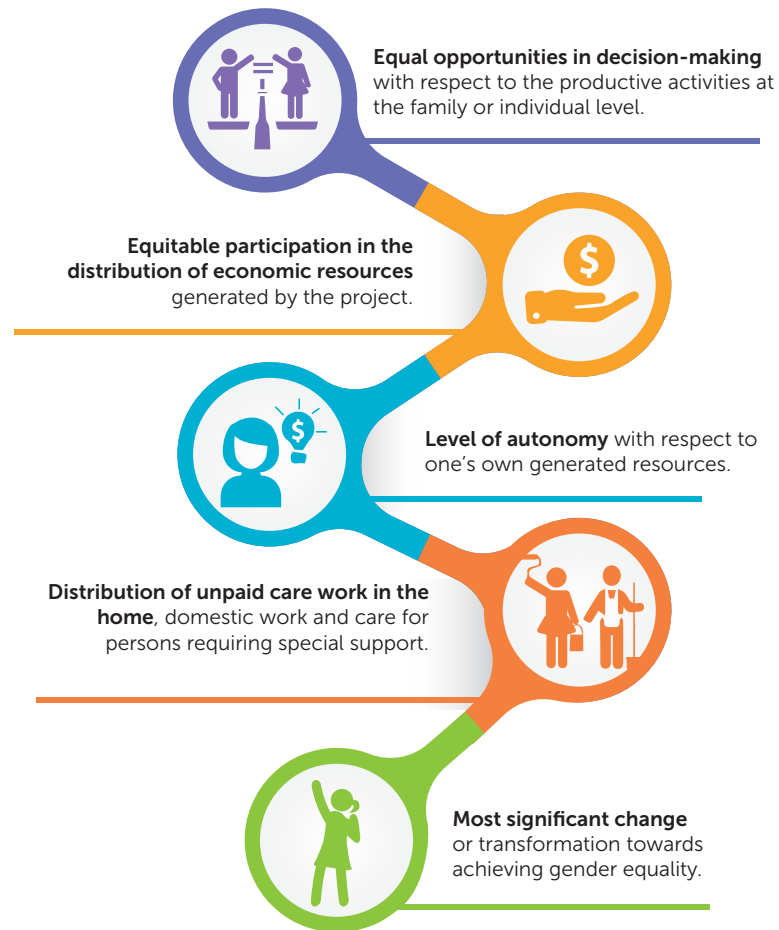 Equal opportunities in decision-making
with respect to the productive activities at
the family or individual level.
Equitable participation in the
distribution of economic resources
generated by the project.
$
$
Level of autonomy with respect to
one's own generated resources.
Distribution of unpaid care work in the
home, domestic work and care for
persons requiring special support.
Most significant change
or transformation towards
achieving gender equality.